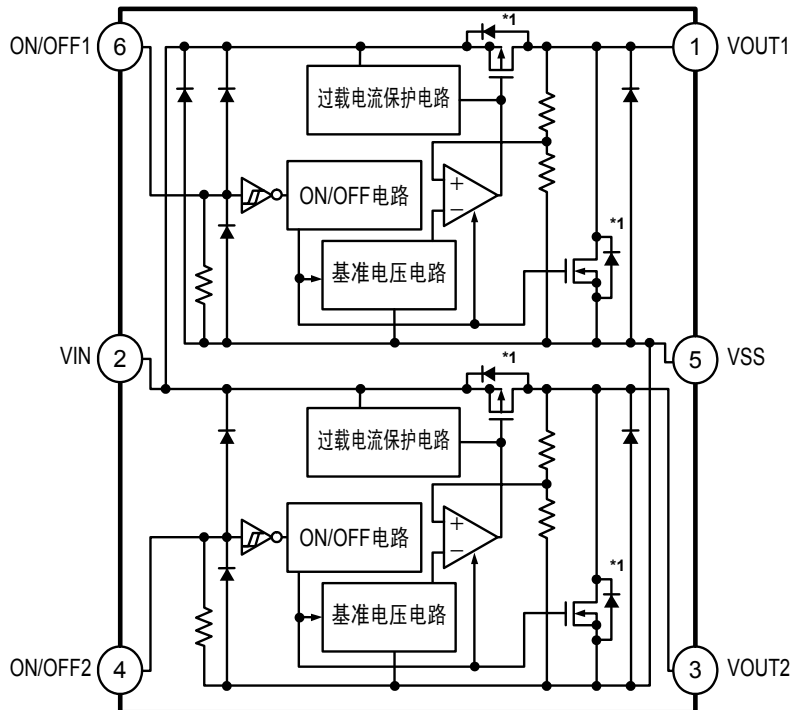 *1
ON/OFF1 6
1 VOUT1
过载电流保护电路
ON/OFF电路
+
−
*1
基准电压电路
VIN 2
5 VSS
*1
过载电流保护电路
ON/OFF电路
+
−
*1
基准电压电路
ON/OFF2 4
3 VOUT2